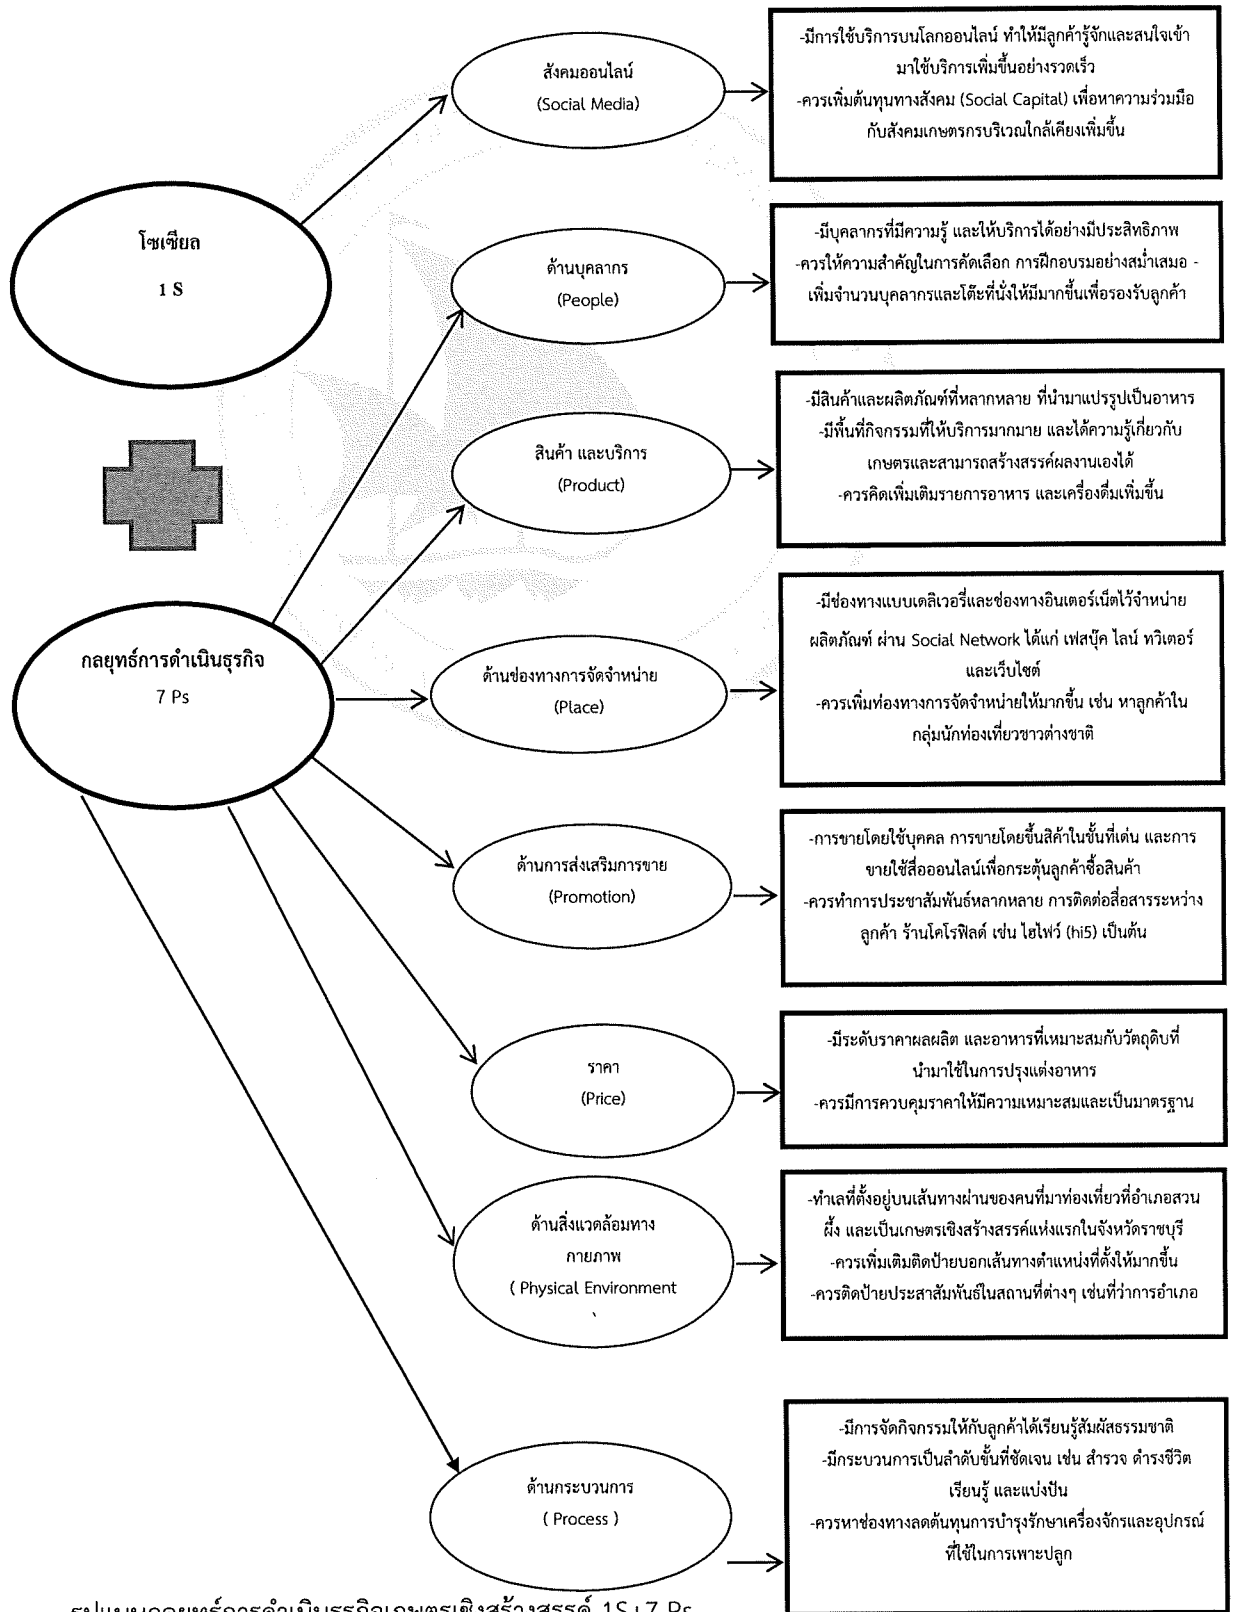 โซเซียล
1 S
กลยุทธ์การดำเนินธุรกิจ
7 Ps
สังคมออนไลน์
(Social Media)
-มีการใช้บริการบนโลกออนไลน์ ทำให้มีลูกค้ารู้จักและสนใจเข้า
มาใช้บริการเพิ่มขึ้นอย่างรวดเร็ว
-ควรเพิ่มต้นทุนทางสังคม (Social Capital) เพื่อหาความร่วมมือ
กับสังคมเกษตรกรบริเวณใกล้เคียงเพิ่มขึ้น
ด้านบุคลากร
(People)
-มีบุคลากรที่มีความรู้ และให้บริการได้อย่างมีประสิทธิภาพ
-ควรให้ความสำคัญในการคัดเลือก การฝึกอบรมอย่างสม่ำเสมอ -
เพิ่มจำนวนบุคลากรและโต๊ะที่นั่งให้มีมากขึ้นเพื่อรองรับลูกค้า
สินค้า และบริการ
(Product)
-มีสินค้าและผลิตภัณฑ์ที่หลากหลาย ที่นำมาแปรรูปเป็นอาหาร
-มีพื้นที่กิจกรรมที่ให้บริการมากมาย และได้ความรู้เกี่ยวกับ
เกษตรและสามารถสร้างสรรค์ผลงานเองได้
-ควรคิดเพิ่มเติมรายการอาหาร และเครื่องดื่มเพิ่มขึ้น
ด้านช่องทางการจัดจำหน่าย
(Place)
-มีช่องทางแบบเดลิเวอรี่และช่องทางอินเตอร์เน็ตไว้จำหน่าย
ผลิตภัณฑ์ ผ่าน Social Network ได้แก่ เฟสบุ๊ค ไลน์ ทวิเตอร์
และเว็บไซต์
-ควรเพิ่มท่องทางการจัดจำหน่ายให้มากขึ้น เช่น หาลูกค้าใน
กลุ่มนักท่องเที่ยวชาวต่างชาติ
ด้านการส่งเสริมการขาย
(Promotion)
-การขายโดยใช้บุคคล การขายโดยขึ้นสิค้าในชั้นที่เด่น และการ
ขายใช้สื่อออนไลน์เพื่อกระตุ้นลูกค้าซื้อสินค้า
-ควรทำการประชาสัมพันธ์หลากหลาย การติดต่อสื่อสารระหว่าง
ลูกค้า ร้านโคโรฟิลด์ เช่น ไฮไฟว์ (hi5) เป็นต้น
ราคา
(Price)
-มีระดับราคาผลผลิต และอาหารที่เหมาะสมกับวัตถุดิบที่
นำมาใช้ในการปรุงแต่งอาหาร
-ควรมีการควบคุมราคาให้มีความเหมาะสมและเป็นมาตรฐาน
ด้านสิ่งแวดล้อมทาง
กายภาพ
( Physical Environment
-ทำเลที่ตั้งอยู่บนเส้นทางผ่านของคนที่มาท่องเที่ยวที่อำเภอสวน
ผึ้ง และเป็นเกษตรเชิงสร้างสรรค์แห่งแรกในจังหวัดราชบุรี
-ควรเพิ่มเติมติดป้ายบอกเส้นทางตำแหน่งที่ตั้งให้มากขึ้น
-ควรติดป้ายประสาสัมพันธ์ในสถานที่ต่างๆ เช่นที่ว่าการอำเภอ
ด้านกระบวนการ
( Process )
-มีการจัดกิจกรรมให้กับลูกค้าได้เรียนรู้สัมผัสธรรมชาติ
-มีกระบวนการเป็นลำดับขั้นที่ชัดเจน เช่น สำรวจ ดำรงชีวิต
เรียนรู้ และแบ่งปัน
-ควรหาช่องทางลดต้นทุนการบำรุงรักษาเครื่องจักรและอุปกรณ์
ที่ใช้ในการเพาะปลูก
รูปแบบกลยุทธ์การดำเนินธุรกิจเกษตรเชิงสร้างสรรค์ 1S+7 Ps